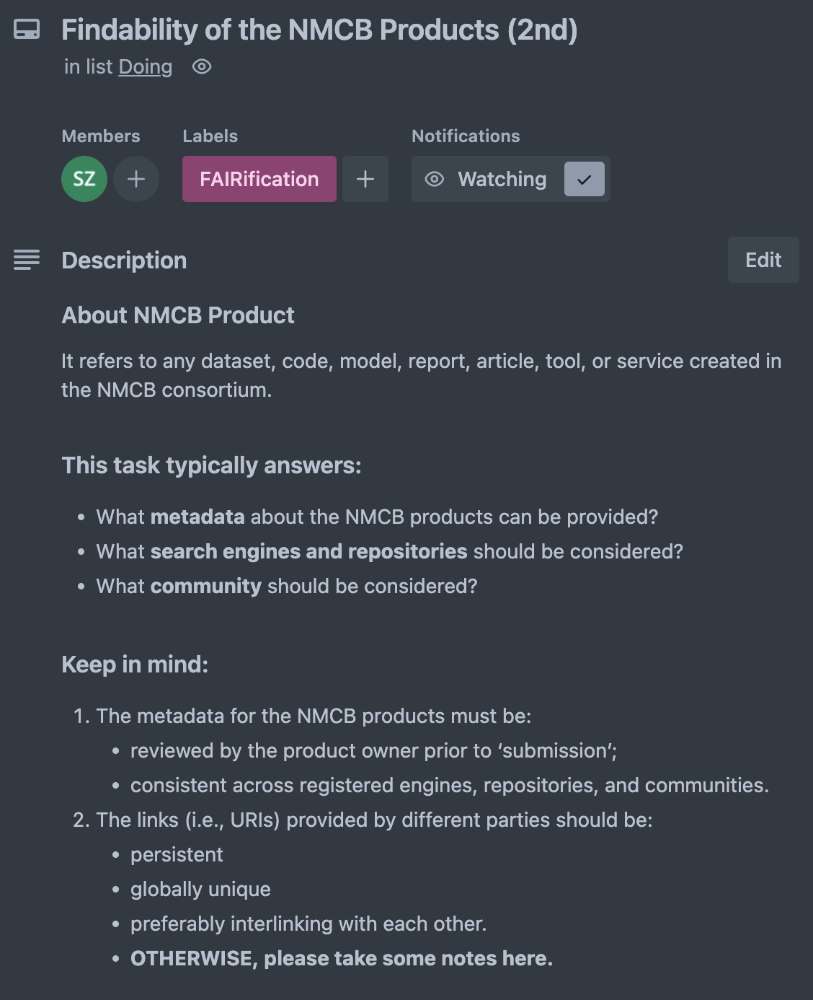 Findability of the NMCB Products (2nd)
in list Doing
Members
Labels
Notifications
SZ
FAIRification
Watching
Description
Edit
About NMCB Product
It refers to any dataset, code, model, report, article, tool, or service created in
the NMCB consortium.
This task typically answers:
• What metadata about the NMCB products can be provided?
• What search engines and repositories should be considered?
• What community should be considered?
Keep in mind:
1. The metadata for the NMCB products must be:
• reviewed by the product owner prior to ‘submission’;
• consistent across registered engines, repositories, and communities.
2. The links (i.e., URIs) provided by different parties should be:
• persistent
• globally unique
• preferably interlinking with each other.
• OTHERWISE, please take some notes here.